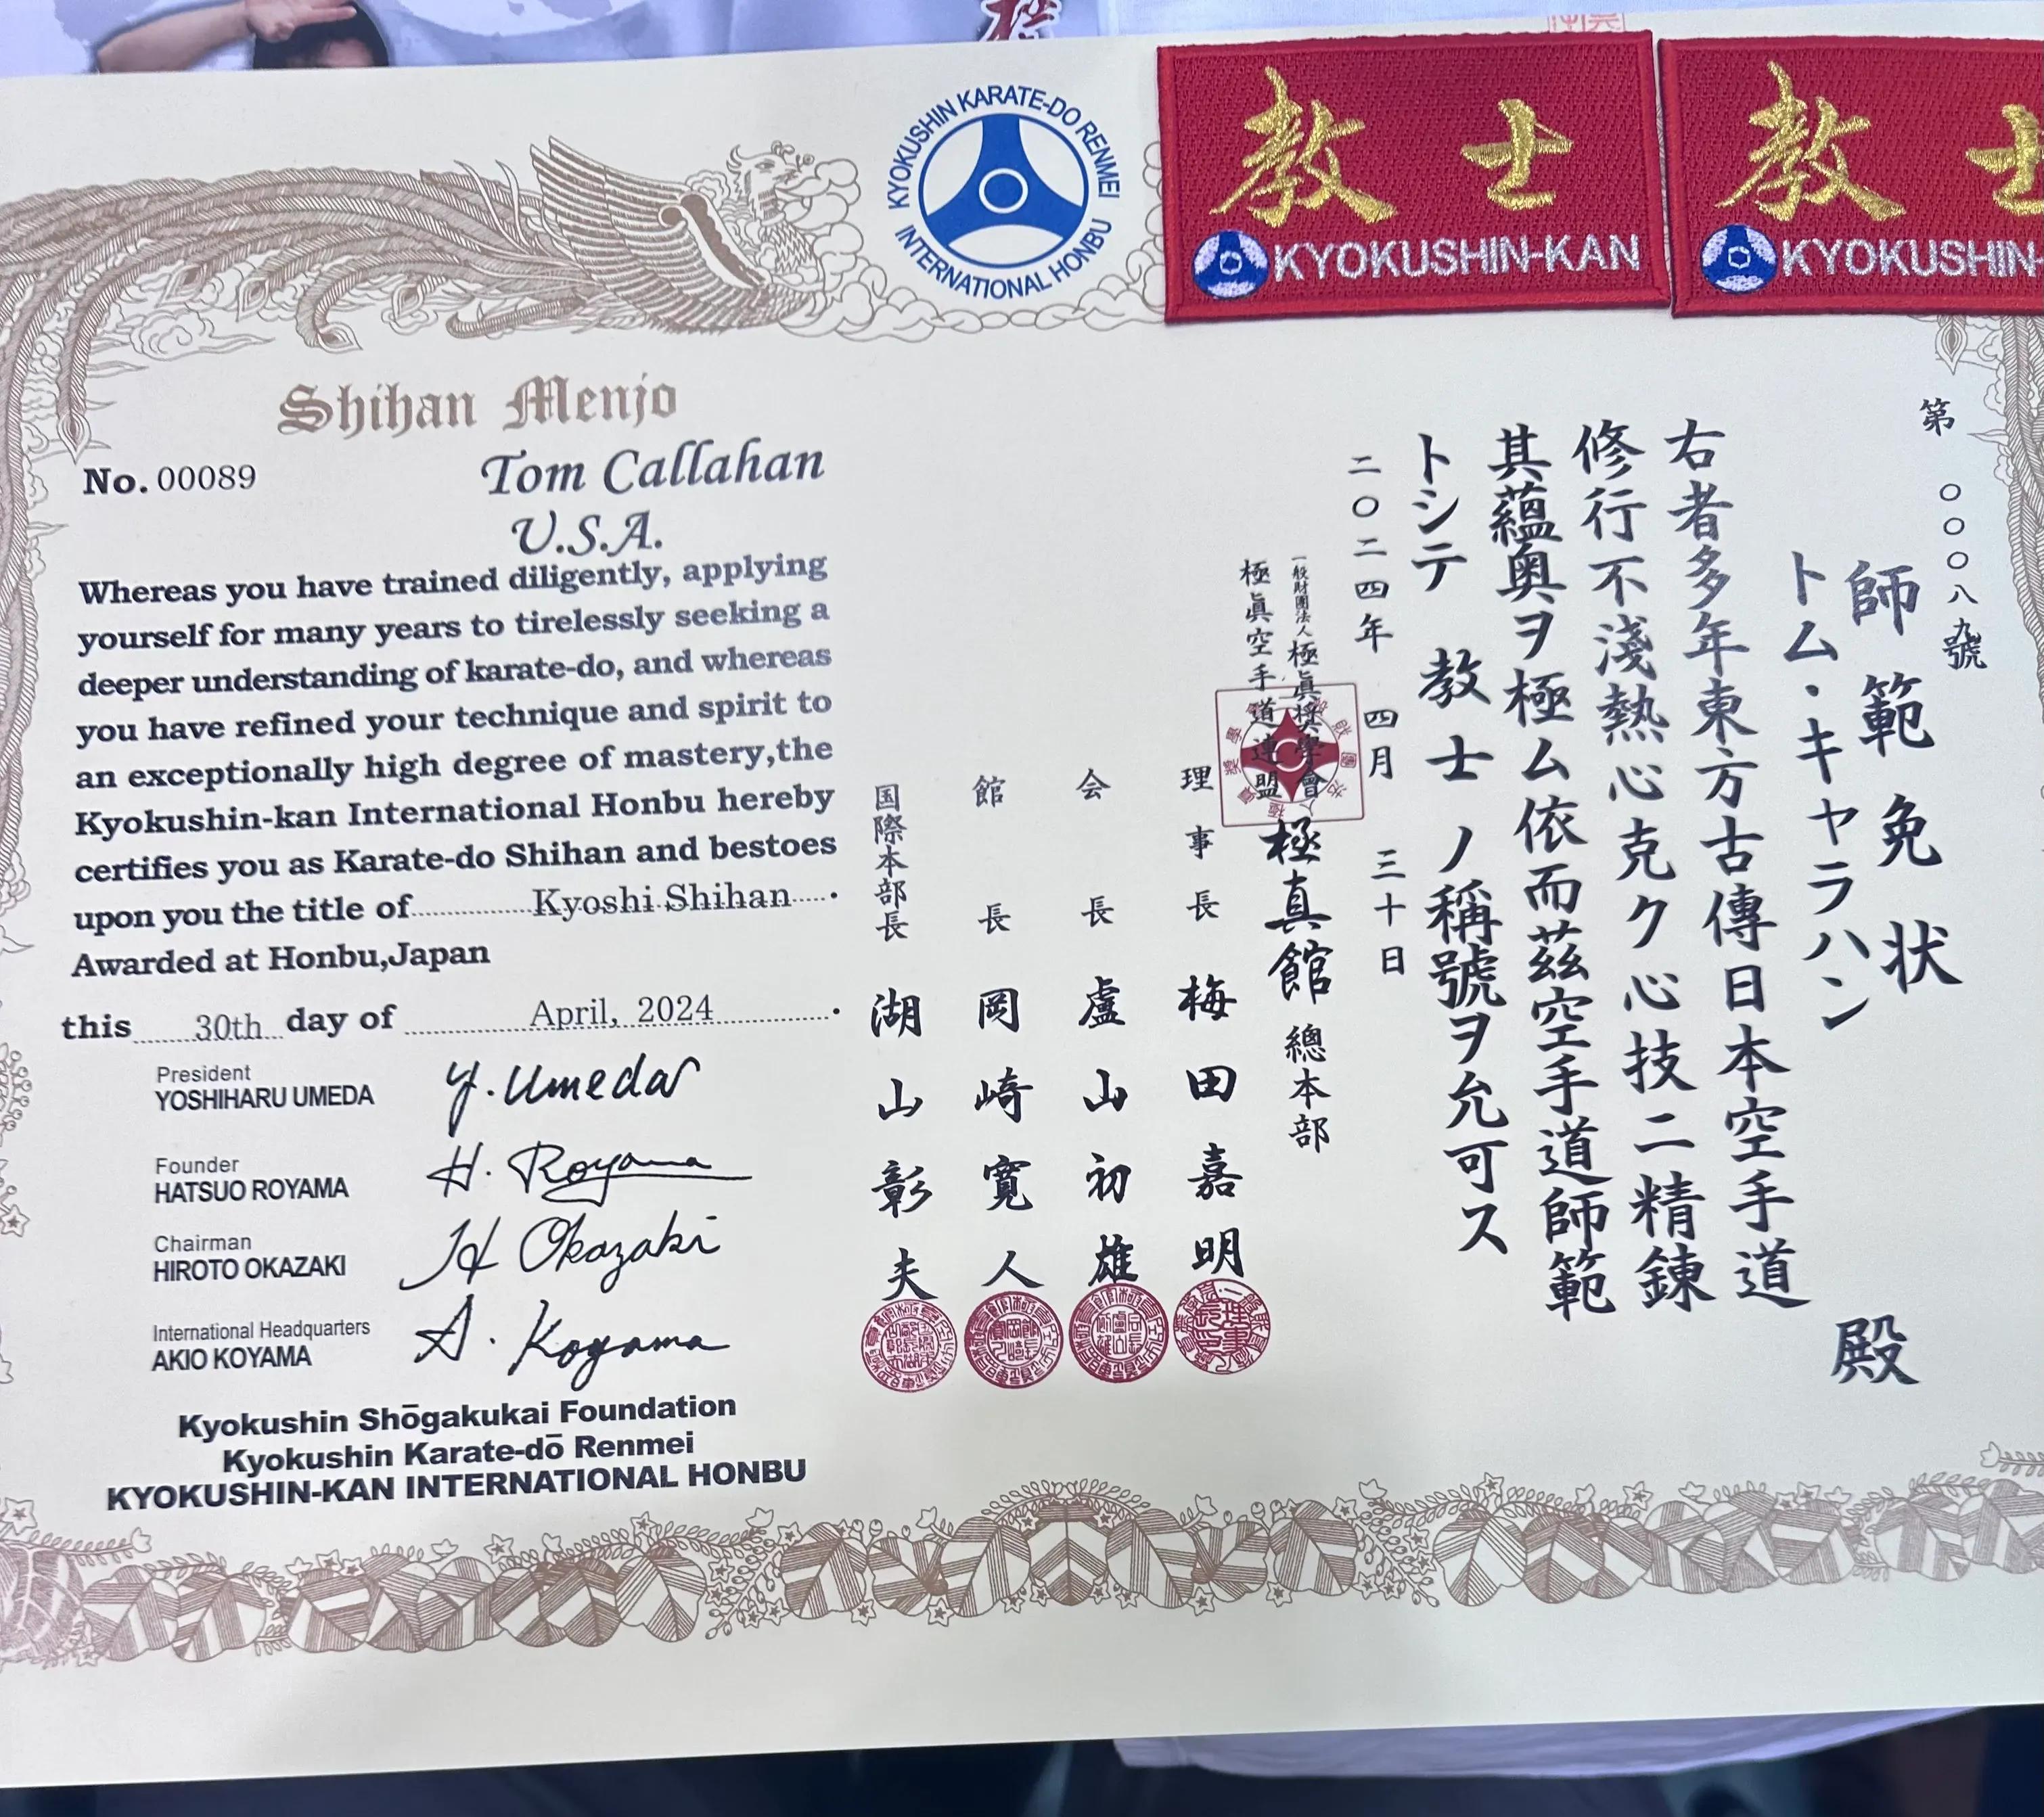 KYOKUSHIN KARATE-DO RENMEI
INTERNATIONAL HONBU
教士
KYOKUSHIN-KAN
教士
KYOKUSHIN-
Shihan Menjo
No. 00089
Tom Callahan
U.S.A.
Whereas you have trained diligently, applying
yourself for many years to tirelessly seeking a
deeper understanding of karate-do, and whereas
you have refined your technique and spirit to
an exceptionally high degree of mastery,the
Kyokushin-kan International Honbu hereby
certifies you as Karate-do Shihan and bestoes
upon you the title of Kyoshi Shihan.
Awarded at Honbu,Japan
this 30th day of April, 2024.
President
YOSHIHARU UMEDA
Y. Umeda
Founder
HATSUO ROYAMA
H. Royama
Chairman
HIROTO OKAZAKI
H Okazaki
International Headquarters
AKIO KOYAMA
A. Koyama
Kyokushin Shōgakukai Foundation
Kyokushin Karate-dō Renmei
KYOKUSHIN-KAN INTERNATIONAL HONBU
第〇〇〇八九號
師範免状
トム・キャラハン 殿
右者多年東方古傳日本空手道
修行不淺熱心克ク心技二精錬
其蘊奥ヲ極ム依而茲空手道師範
トシテ 教士ノ稱號ヲ允可ス
二〇二四年 四月 三十日
一般財團法人 極眞奬學會
極眞空手道連盟
極真館 總本部
理事長 梅田嘉明
会長 盧山初雄
館長 岡崎寛人
国際本部長 湖山彰夫